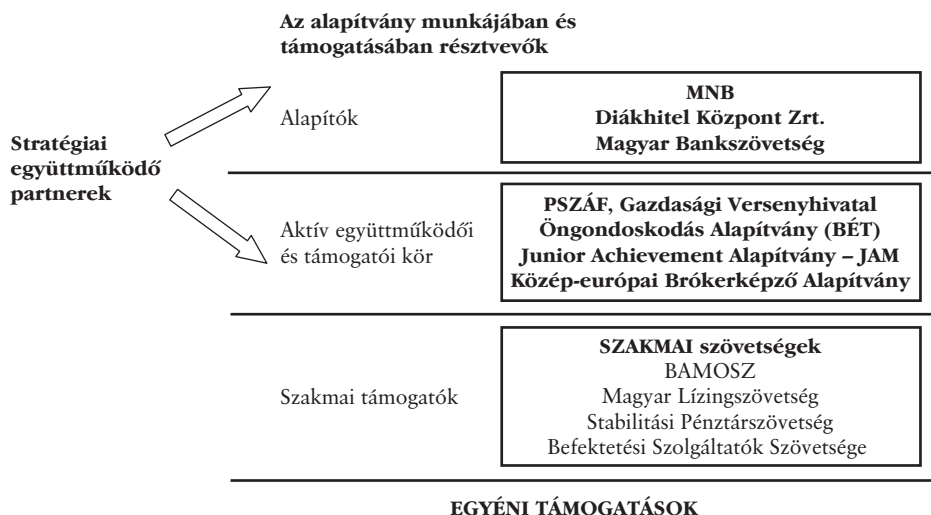 Az alapítvány munkájában és
támogatásában résztvevők
Stratégiai
együttműködő
partnerek
Alapítók
MNB
Diákhitel Központ Zrt.
Magyar Bankszövetség
Aktív együttműködői
és támogatói kör
PSZÁF, Gazdasági Versenyhivatal
Öngondoskodás Alapítvány (BÉT)
Junior Achievement Alapítvány – JAM
Közép-európai Brókerképző Alapítvány
Szakmai támogatók
SZAKMAI szövetségek
BAMOSZ
Magyar Lízingszövetség
Stabilitási Pénztárszövetség
Befektetési Szolgáltatók Szövetsége
EGYÉNI TÁMOGATÁSOK